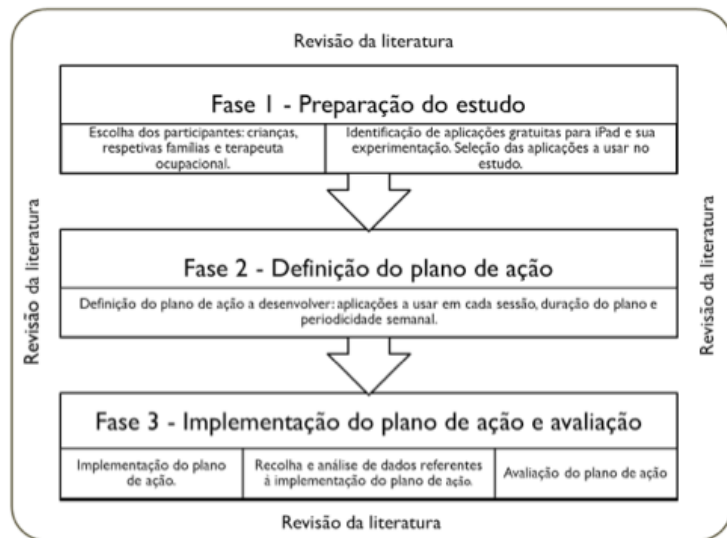 Revisão da literatura
Fase 1 - Preparação do estudo
Escolha dos participantes: crianças,
respetivas famílias e terapeuta
ocupacional.
Identificação de aplicações gratuitas para iPad e sua
experimentação. Seleção das aplicações a usar no
estudo.
Revisão da literatura
Revisão da literatura
Fase 2 - Definição do plano de ação
Definição do plano de ação a desenvolver: aplicações a usar em cada sessão, duração do plano e
periodicidade semanal.
Fase 3 - Implementação do plano de ação e avaliação
Implementação do plano
de ação.
Recolha e análise de dados referentes
á implementação do plano de ação.
Avaliação do plano de ação
Revisão da literatura